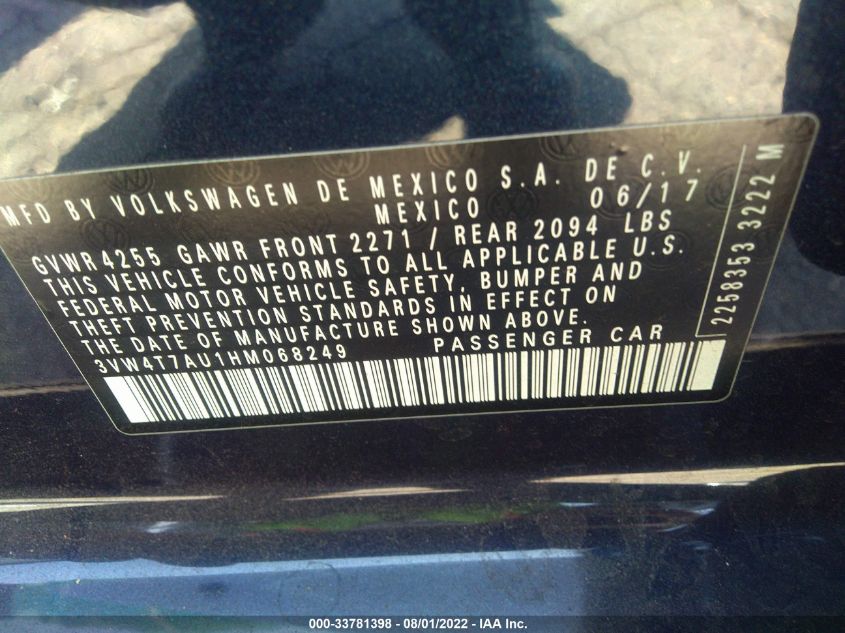 MFD BY VOLKSWAGEN DE MEXICO S.A. DE C.V.
MEXICO 06/17
GVWR4255 GAWR FRONT 2271 / REAR 2094 LBS
THIS VEHICLE CONFORMS TO ALL APPLICABLE U.S.
FEDERAL MOTOR VEHICLE SAFETY, BUMPER AND
THEFT PREVENTION STANDARDS IN EFFECT ON
THE DATE OF MANUFACTURE SHOWN ABOVE.
3VW4T7AU1HM068249 PASSENGER CAR
2258353 3222 M
000-33781398 - 08/01/2022 - IAA Inc.